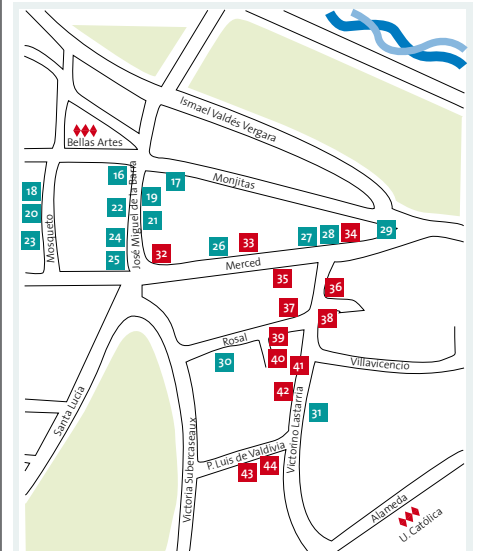 Ismael Valdés Vergara
Bellas Artes
16
17
Monjitas
18
19
José Miguel de la Barra
20
22
21
Mosqueto
23
24
25
32
26
33
27
28
34
29
Merced
35
36
37
38
Rosal
39
30
40
41
Villavicencio
42
Santa Lucía
31
Victoria Subercaseaux
Victorino Lastarria
P. Luis de Valdivia
43
44
7
Alameda
U. Católica